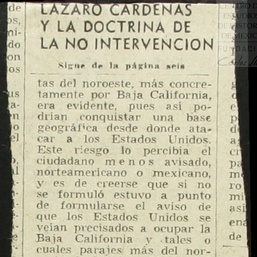 LAZARO CARDENAS
Y LA DOCTRINA DE
LA NO INTERVENCION
Sigue de la página seis
tas del noroeste, más concre-
tamente por Baja California,
era evidente, pues así po-
drían conquistar una base
geográfica desde donde ata-
car a los Estados Unidos.
Este riesgo lo percibía el
ciudadano menos avisado,
norteamericano o mexicano,
y es de creerse que si no
se formuló estuvo a punto
de formularse el aviso de
que los Estados Unidos se
veían precisados a ocupar la
Baja California y tales o
cuales parajes más del nor-